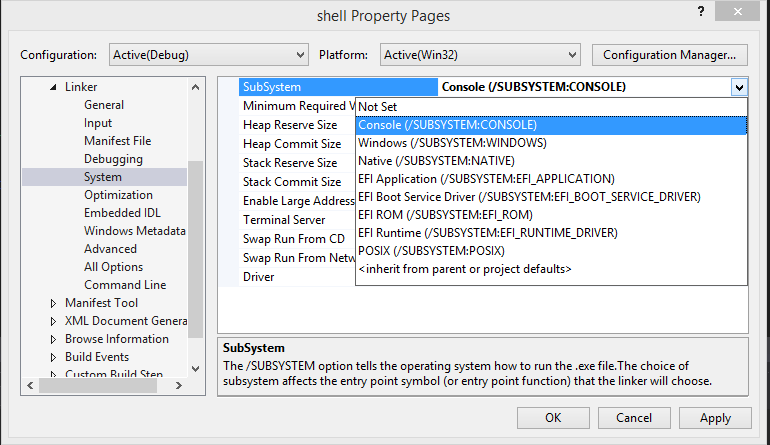 shell Property Pages
?
Configuration: Active(Debug) Platform: Active(Win32) Configuration Manager...
Linker
General
Input
Manifest File
Debugging
System
Optimization
Embedded IDL
Windows Metadata
Advanced
All Options
Command Line
Manifest Tool
XML Document Genera
Browse Information
Build Events
Custom Build Step
SubSystem Console (/SUBSYSTEM:CONSOLE)
Minimum Required V
Heap Reserve Size
Heap Commit Size
Stack Reserve Size
Stack Commit Size
Enable Large Address
Terminal Server
Swap Run From CD
Swap Run From Netw
Driver
Not Set
Console (/SUBSYSTEM:CONSOLE)
Windows (/SUBSYSTEM:WINDOWS)
Native (/SUBSYSTEM:NATIVE)
EFI Application (/SUBSYSTEM:EFI_APPLICATION)
EFI Boot Service Driver (/SUBSYSTEM:EFI_BOOT_SERVICE_DRIVER)
EFI ROM (/SUBSYSTEM:EFI_ROM)
EFI Runtime (/SUBSYSTEM:EFI_RUNTIME_DRIVER)
POSIX (/SUBSYSTEM:POSIX)
<inherit from parent or project defaults>
SubSystem
The /SUBSYSTEM option tells the operating system how to run the .exe file.The choice of
subsystem affects the entry point symbol (or entry point function) that the linker will choose.
OK Cancel Apply